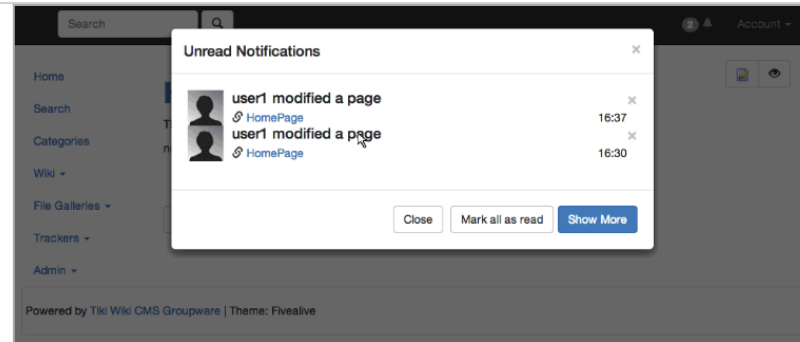 Search
2
Account
Unread Notifications
×
Home
user1 modified a page
×
HomePage
16:37
Search
user1 modified a page
×
HomePage
16:30
Categories
Wiki
File Galleries
Close
Mark all as read
Show More
Trackers
Admin
Powered by Tiki Wiki CMS Groupware | Theme: Fivealive